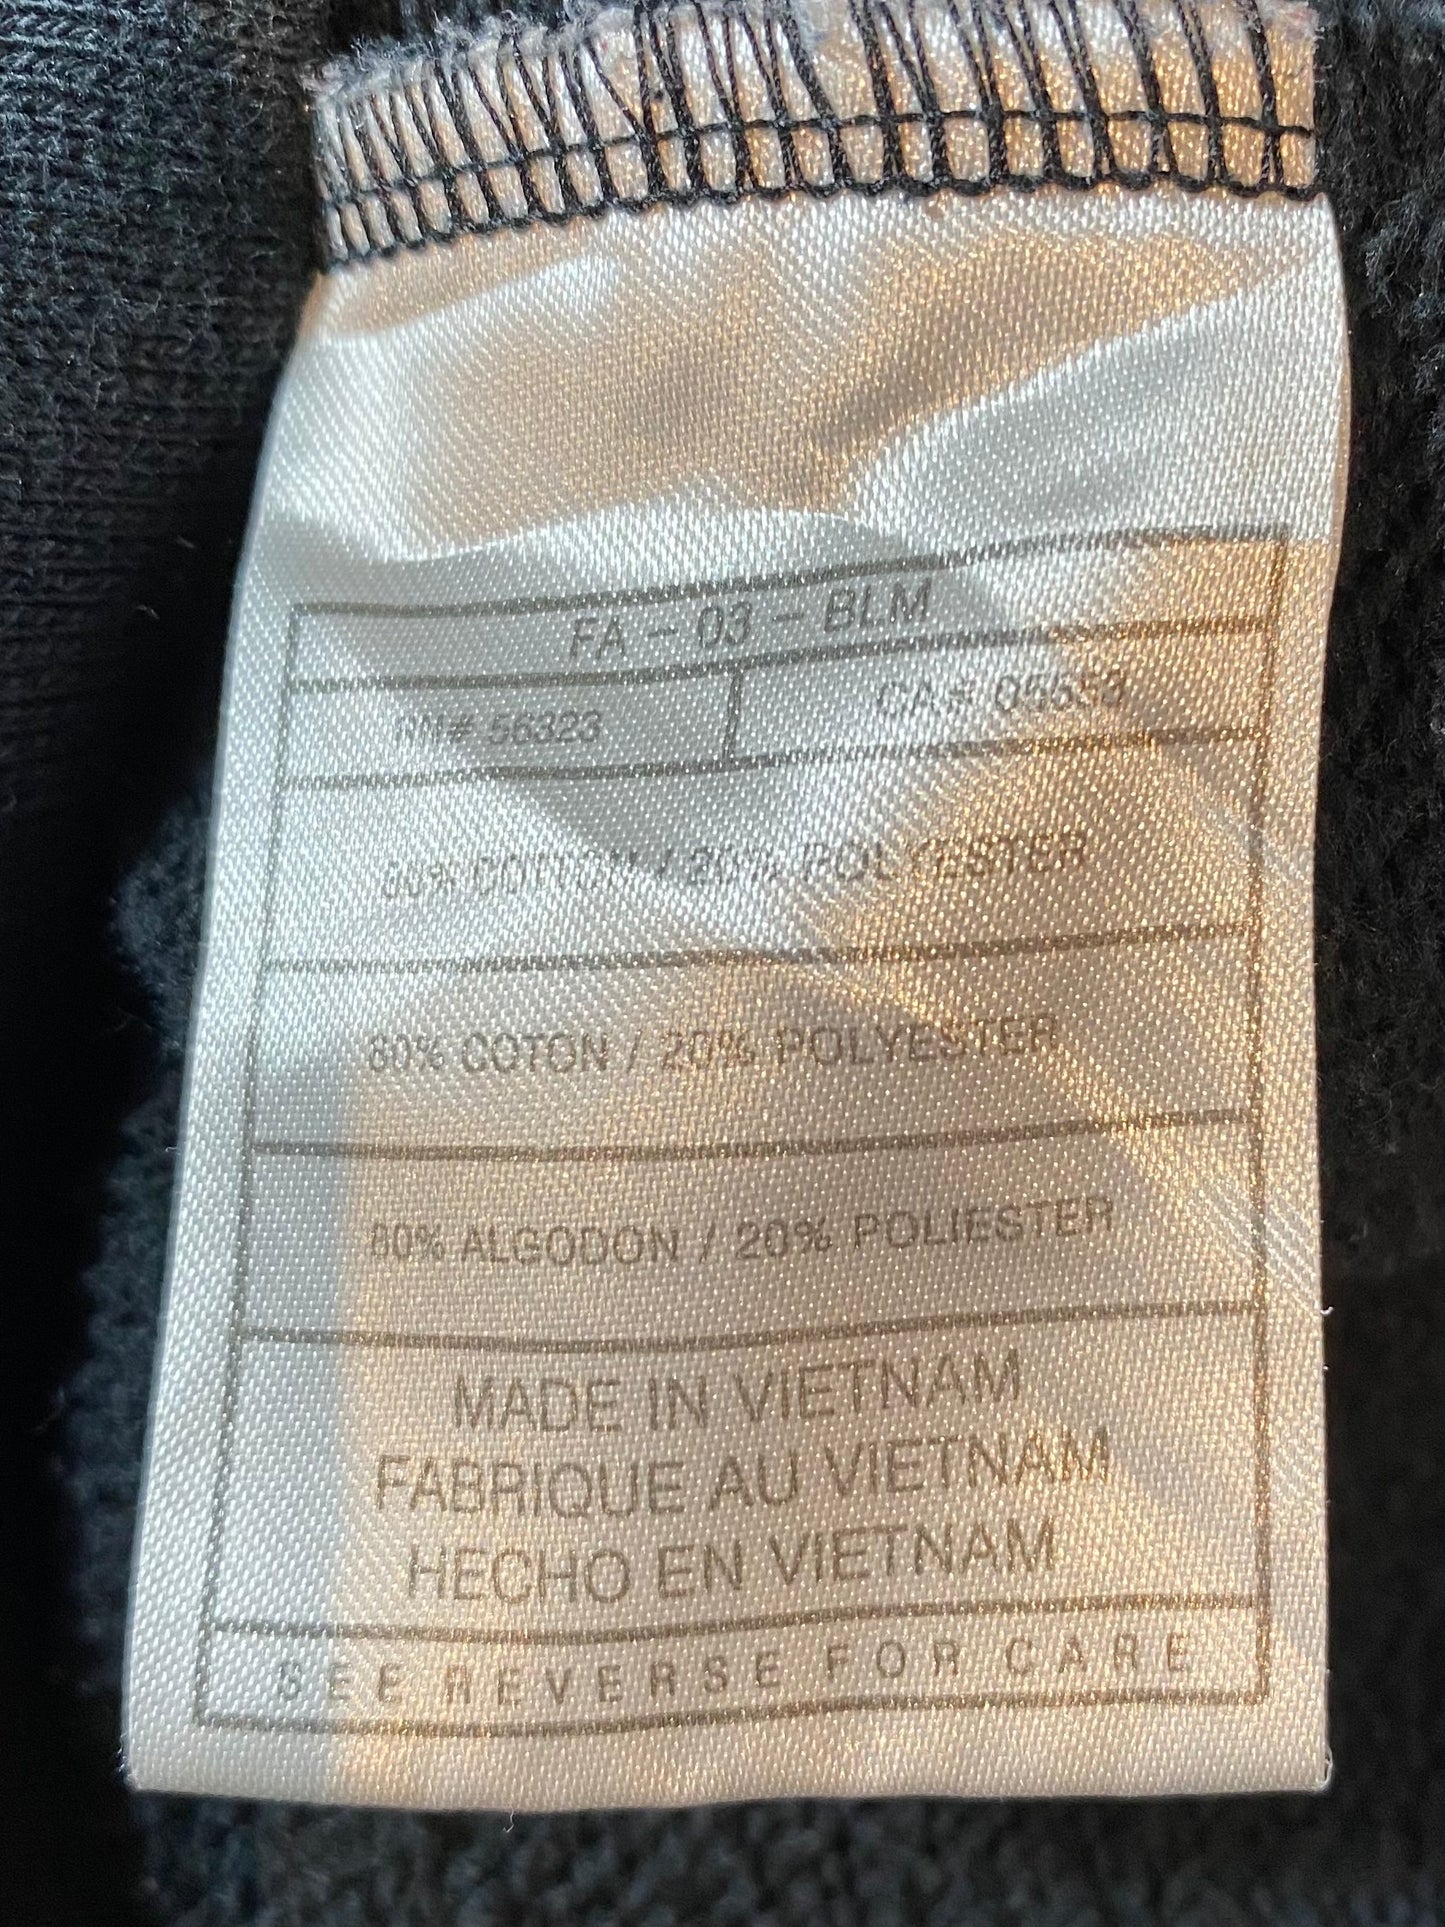 FA - 03 - BLM
RN# 56323
CA#
80% COTTON / 20% POLYESTER
80% COTON / 20% POLYESTER
80% ALGODON / 20% POLIESTER
MADE IN VIETNAM
FABRIQUE AU VIETNAM
HECHO EN VIETNAM
SEE REVERSE FOR CARE